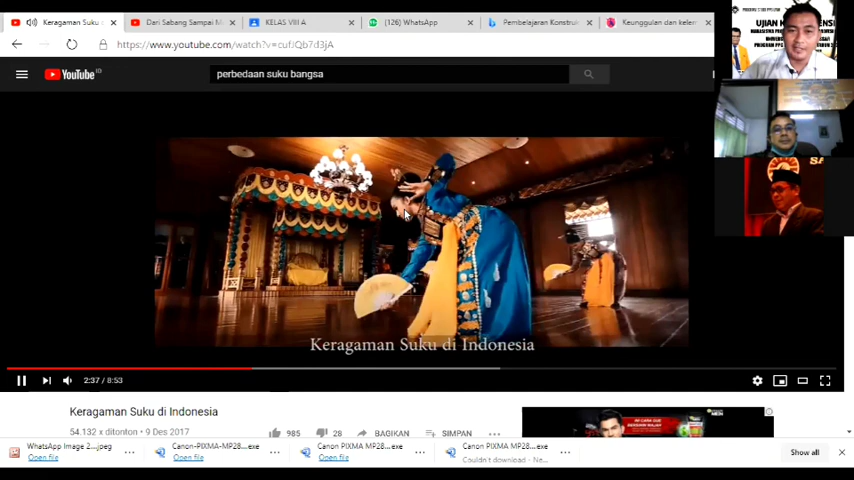 Keragaman Suku d
Dari Sabang Sampai M
KELAS VIII A
(126) WhatsApp
Pembelajaran Konstruk
Keunggulan dan kelem
https://www.youtube.com/watch?v=cufJQb7d3jA
YouTube ID
perbedaan suku bangsa
UJIAN K
Keragaman Suku di Indonesia
2:37 / 8:53
Keragaman Suku di Indonesia
54.132 x ditonton • 9 Des 2017
985
28
BAGIKAN
SIMPAN
WhatsApp Image 2....jpeg
Open file
Canon-PIXMA-MP28....exe
Open file
Canon PIXMA MP28....exe
Open file
Canon PIXMA MP28....exe
Couldn't download - Ne...
Show all